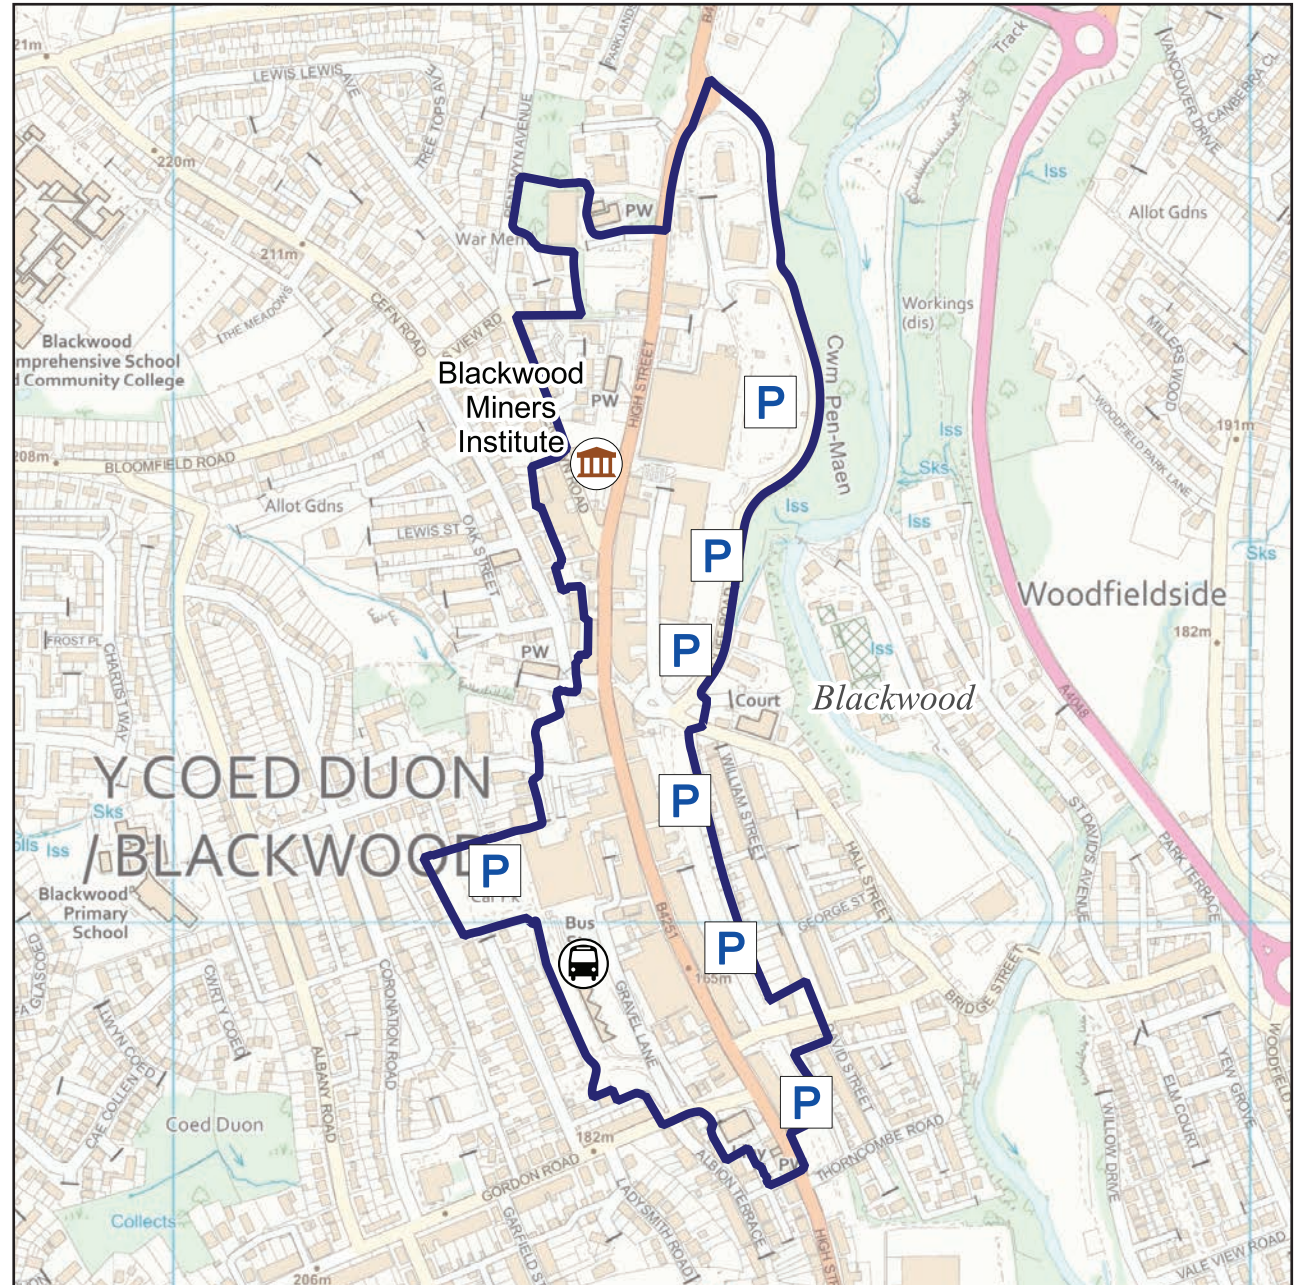 Track
LEWIS LEWIS AVE
TREE TOPS AVE
VANCOUVER DRIVE
CANBERRA CL
220m
Iss
PW
War Mem
Allot Gdns
211m
THE MEADOWS
CEFN ROAD
VIEW RD
Workings
(dis)
MILLERS WOOD
Blackwood
mprehensive School
d Community College
HIGH STREET
Cwm Pen-Maen
Blackwood
Miners
Institute
PW
P
WOODFIELD PARK LANE
191m
208m
BLOOMFIELD ROAD
Iss
Sks
Allot Gdns
LEWIS ST
OAK STREET
Iss
Iss
P
Sks
Woodfieldside
FROST PL
CHARTIST WAY
PW
P
Iss
182m
Court
Blackwood
A4048
Y COED DUON
/BLACKWOOD
Sks
Iss
P
WILLIAM STREET
ST DAVID'S AVENUE
PARK TERRACE
HALL STREET
P
Blackwood
Primary
School
GEORGE ST
Bus
B4251
P
165m
BRIDGE STREET
GLASCOED
CWRTY COED
CORONATION ROAD
GRAVEL LANE
LLWYN COED
CAE COLLEN RD
ALBANY ROAD
P
YEW GROVE
ELM COURT
WILLOW DRIVE
Coed Duon
182m
THORNCOMBE ROAD
PW
GORDON ROAD
ALBION TERRACE
LADYSMITH ROAD
Collects
VALE VIEW ROAD
206m